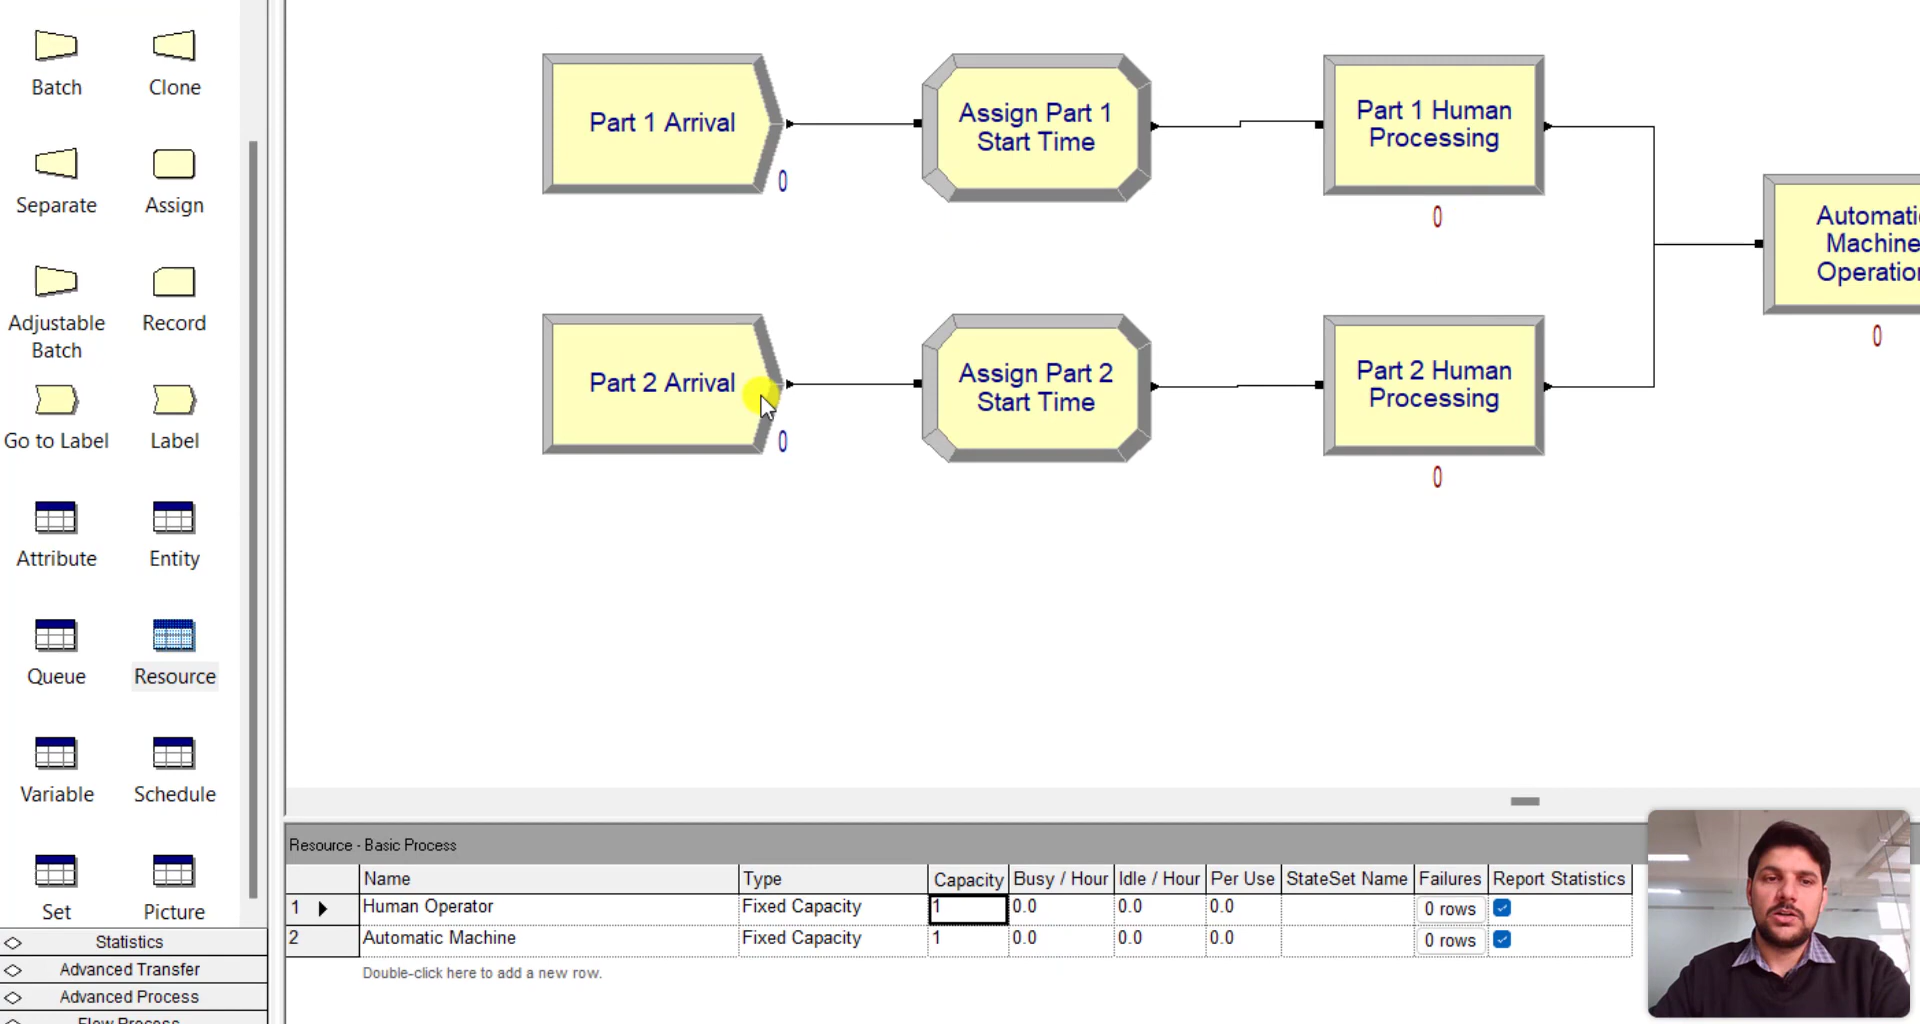 Batch
Clone
Separate
Assign
Adjustable
Batch
Record
Go to Label
Label
Attribute
Entity
Queue
Resource
Variable
Schedule
Set
Picture
Statistics
Advanced Transfer
Advanced Process
Flow Process
Part 1 Arrival
0
Assign Part 1
Start Time
Part 1 Human
Processing
0
Part 2 Arrival
0
Assign Part 2
Start Time
Part 2 Human
Processing
0
Automati
Machine
Operation
0
Resource - Basic Process
Name Type Capacity Busy / Hour Idle / Hour Per Use StateSet Name Failures Report Statistics
1 Human Operator Fixed Capacity 1 0.0 0.0 0.0 0 rows
2 Automatic Machine Fixed Capacity 1 0.0 0.0 0.0 0 rows
Double-click here to add a new row.